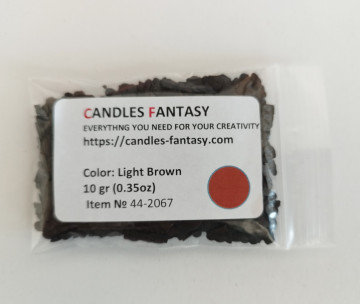 CANDLES FANTASY
EVERYTHNG YOU NEED FOR YOUR CREATIVITY
https://candles-fantasy.com
Color: Light Brown
10 gr (0.35oz)
Item № 44-2067